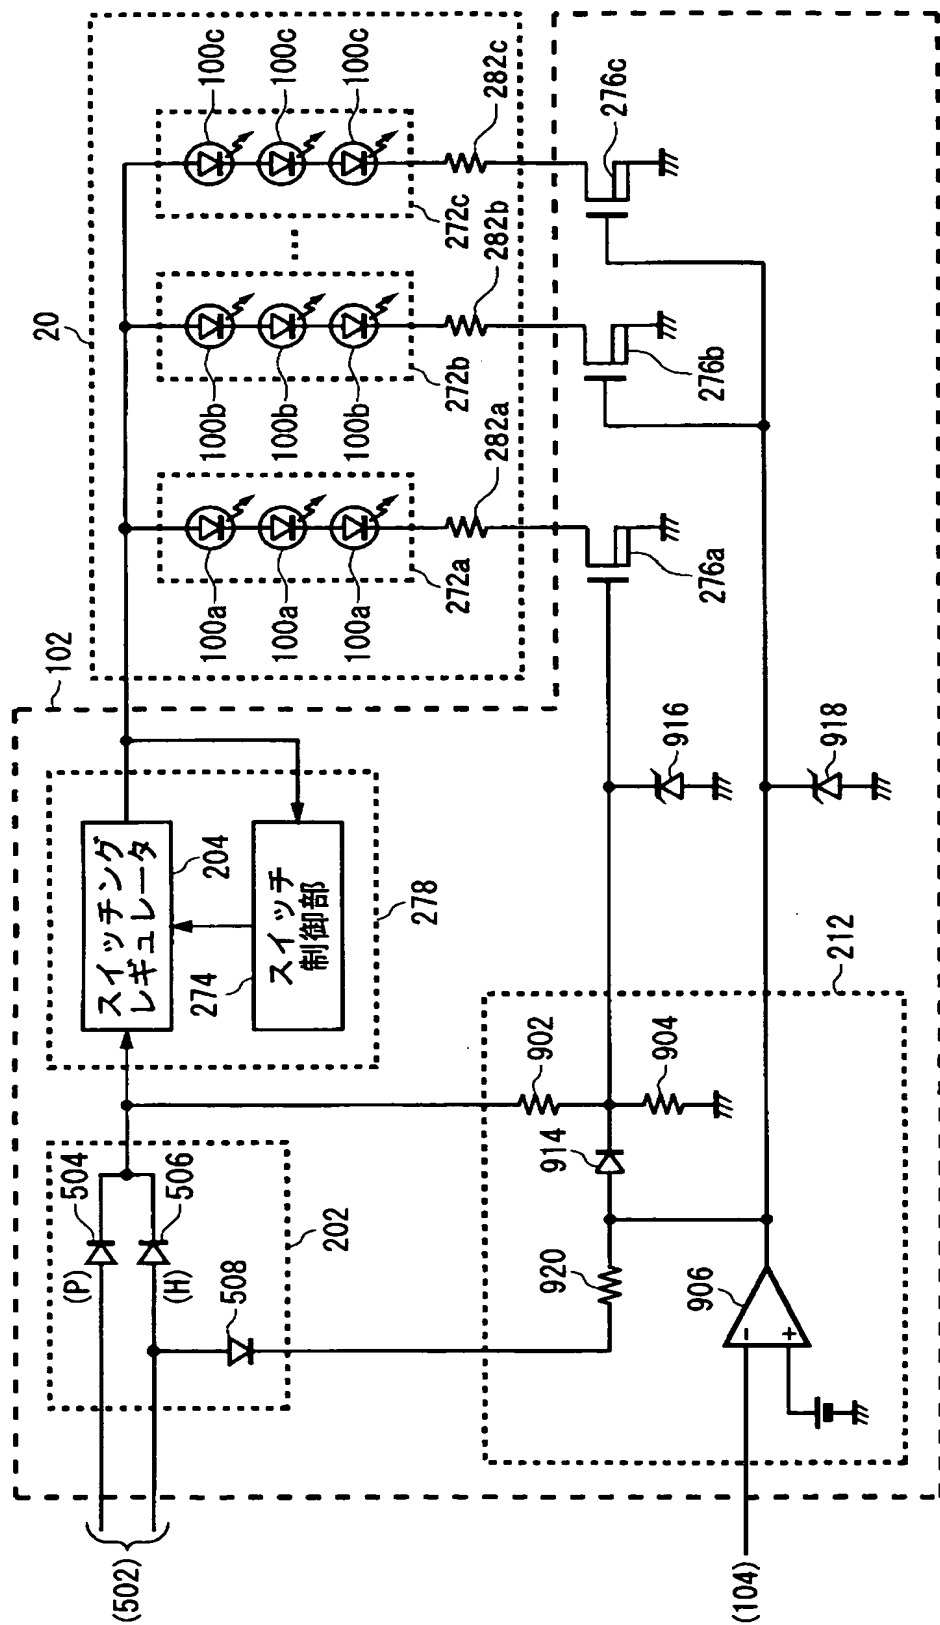 20
102
100c
100c
100c
272c
282c
276c
100b
100b
100b
272b
282b
276b
100a
100a
100a
272a
282a
276a
スイッチング
レギュレータ
204
スイッチ
制御部
274
278
916
918
504
506
(P)
(H)
508
202
(502)
902
904
914
920
906
-
+
212
(104)